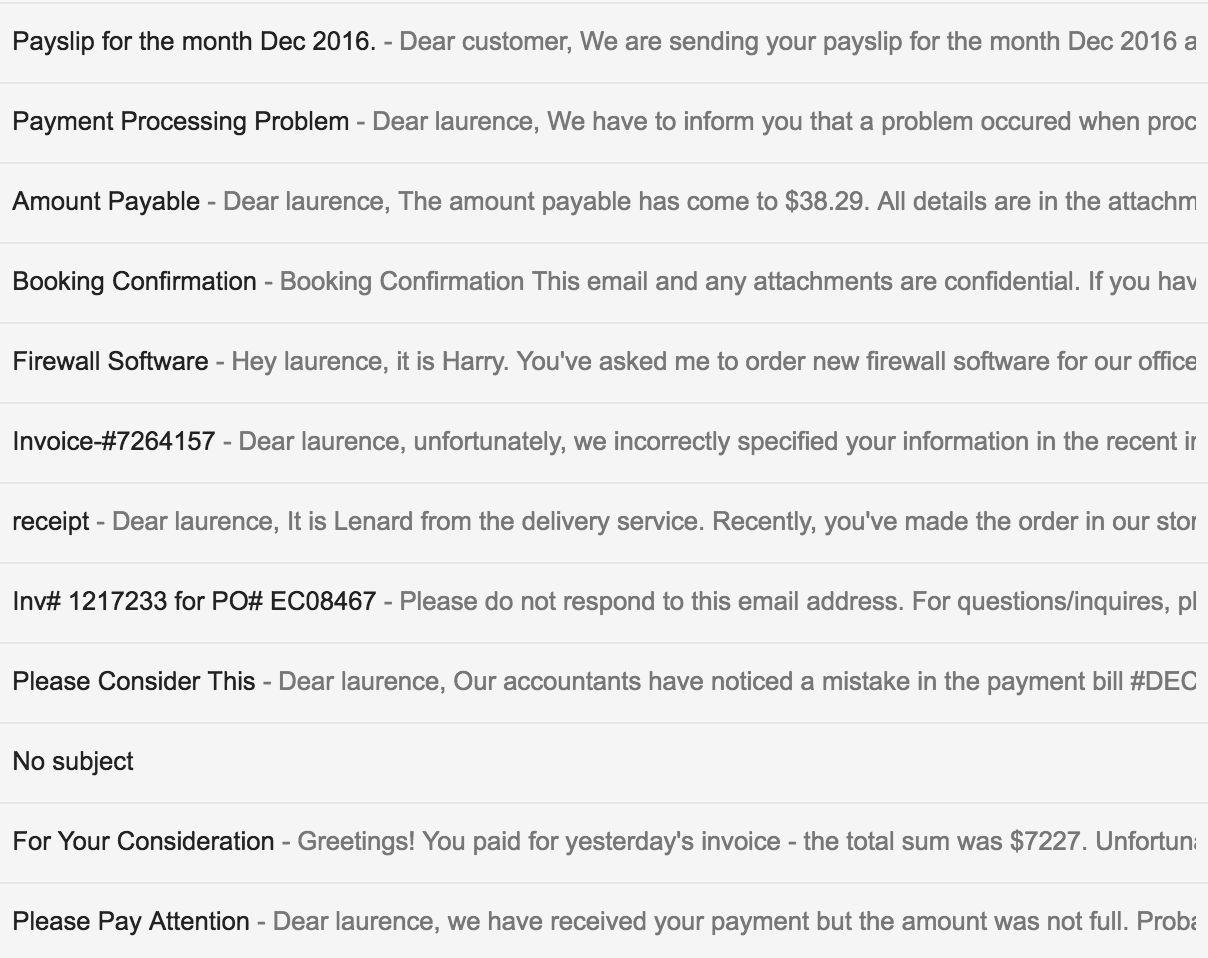 Payslip for the month Dec 2016. - Dear customer, We are sending your payslip for the month Dec 2016 a
Payment Processing Problem - Dear laurence, We have to inform you that a problem occured when proc
Amount Payable - Dear laurence, The amount payable has come to $38.29. All details are in the attachm
Booking Confirmation - Booking Confirmation This email and any attachments are confidential. If you hav
Firewall Software - Hey laurence, it is Harry. You've asked me to order new firewall software for our office
Invoice-#7264157 - Dear laurence, unfortunately, we incorrectly specified your information in the recent in
receipt - Dear laurence, It is Lenard from the delivery service. Recently, you've made the order in our stor
Inv# 1217233 for PO# EC08467 - Please do not respond to this email address. For questions/inquires, pl
Please Consider This - Dear laurence, Our accountants have noticed a mistake in the payment bill #DEC
No subject
For Your Consideration - Greetings! You paid for yesterday's invoice - the total sum was $7227. Unfortuna
Please Pay Attention - Dear laurence, we have received your payment but the amount was not full. Proba